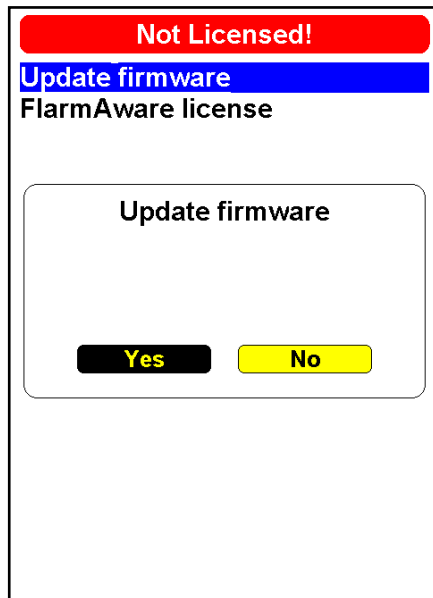 Not Licensed!
Update firmware
FlarmAware license
Update firmware
Yes No